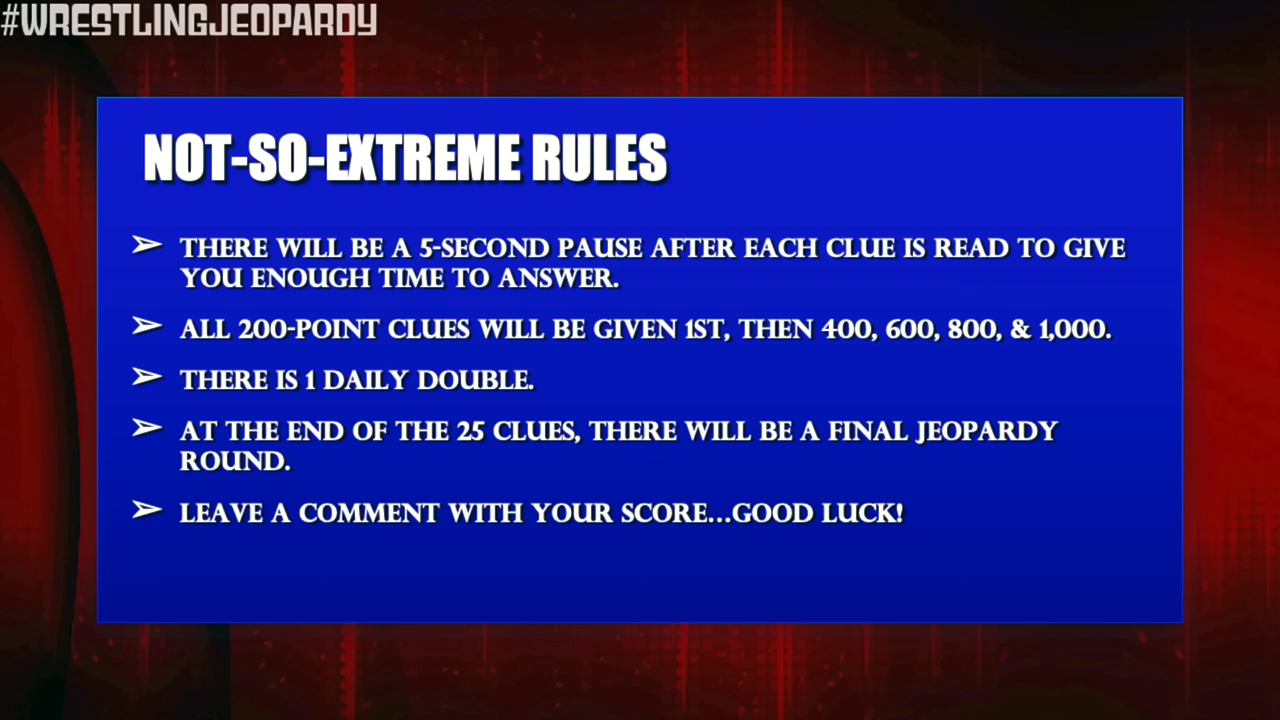 #WRESTLINGJEOPARDY
NOT-SO-EXTREME RULES
➢ THERE WILL BE A 5-SECOND PAUSE AFTER EACH CLUE IS READ TO GIVE
YOU ENOUGH TIME TO ANSWER.
➢ ALL 200-POINT CLUES WILL BE GIVEN 1ST, THEN 400, 600, 800, & 1,000.
➢ THERE IS 1 DAILY DOUBLE.
➢ AT THE END OF THE 25 CLUES, THERE WILL BE A FINAL JEOPARDY
ROUND.
➢ LEAVE A COMMENT WITH YOUR SCORE...GOOD LUCK!